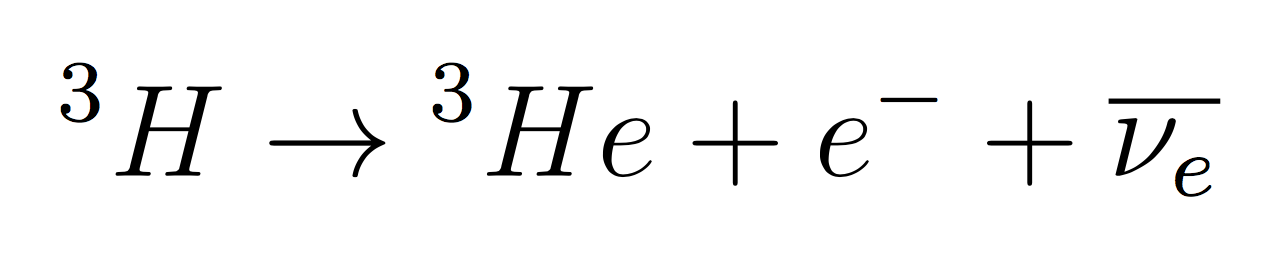 ³H → ³He + e⁻ + ν̅ₑ